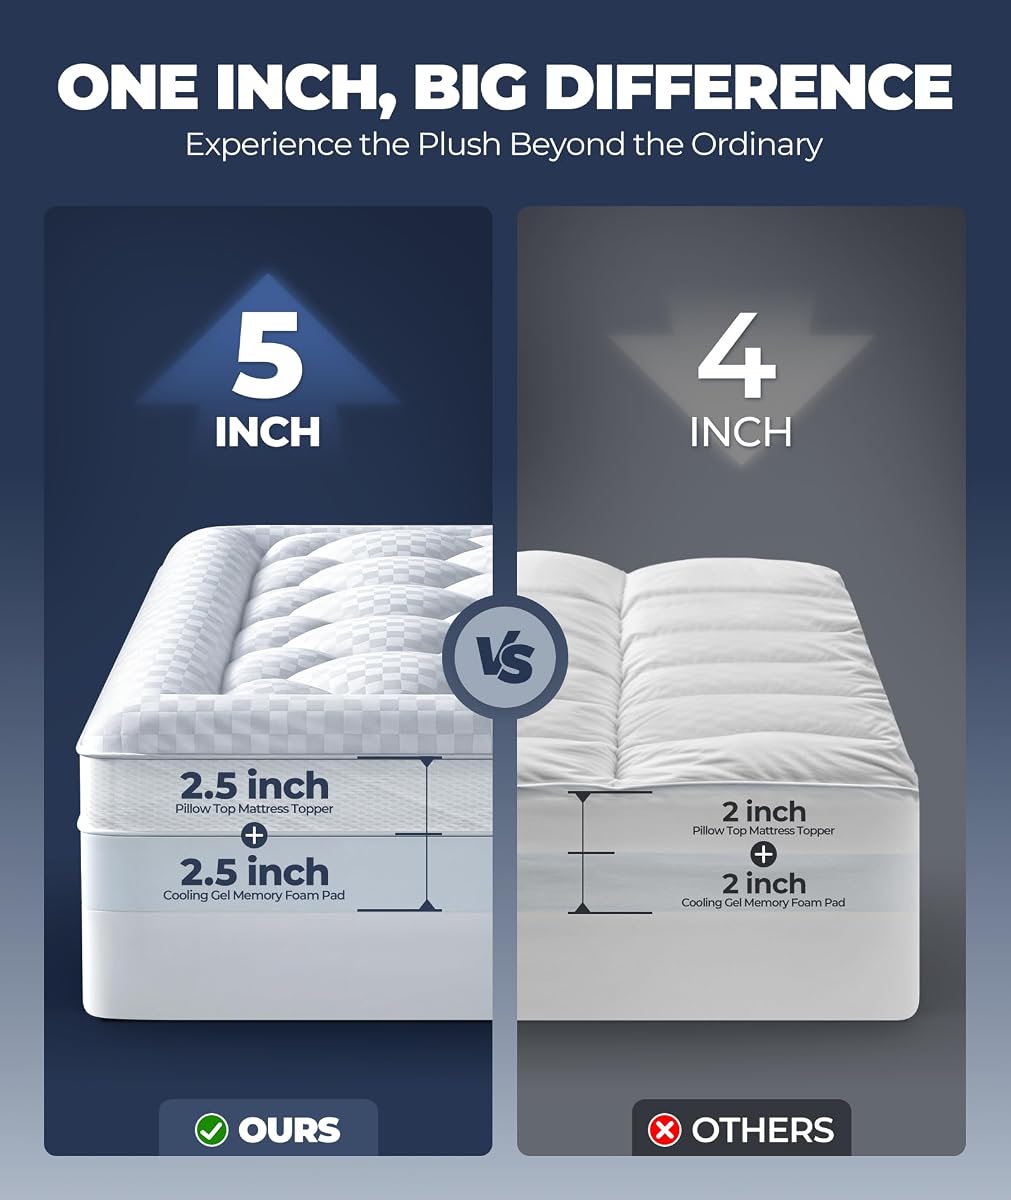 ONE INCH, BIG DIFFERENCE
Experience the Plush Beyond the Ordinary
5
INCH
2.5 inch
Pillow Top Mattress Topper
+
2.5 inch
Cooling Gel Memory Foam Pad
OURS
VS
4
INCH
2 inch
Pillow Top Mattress Topper
+
2 inch
Cooling Gel Memory Foam Pad
OTHERS